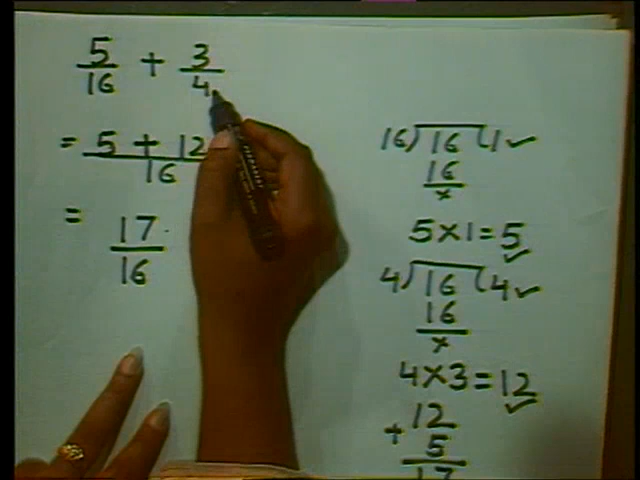 5/16 + 3/4
= 5 + 12/16
= 17/16
16) 16 (1 ✓
16
×
5×1=5 ✓
4) 16 (4 ✓
16
×
4×3=12 ✓
12
+ 5
17